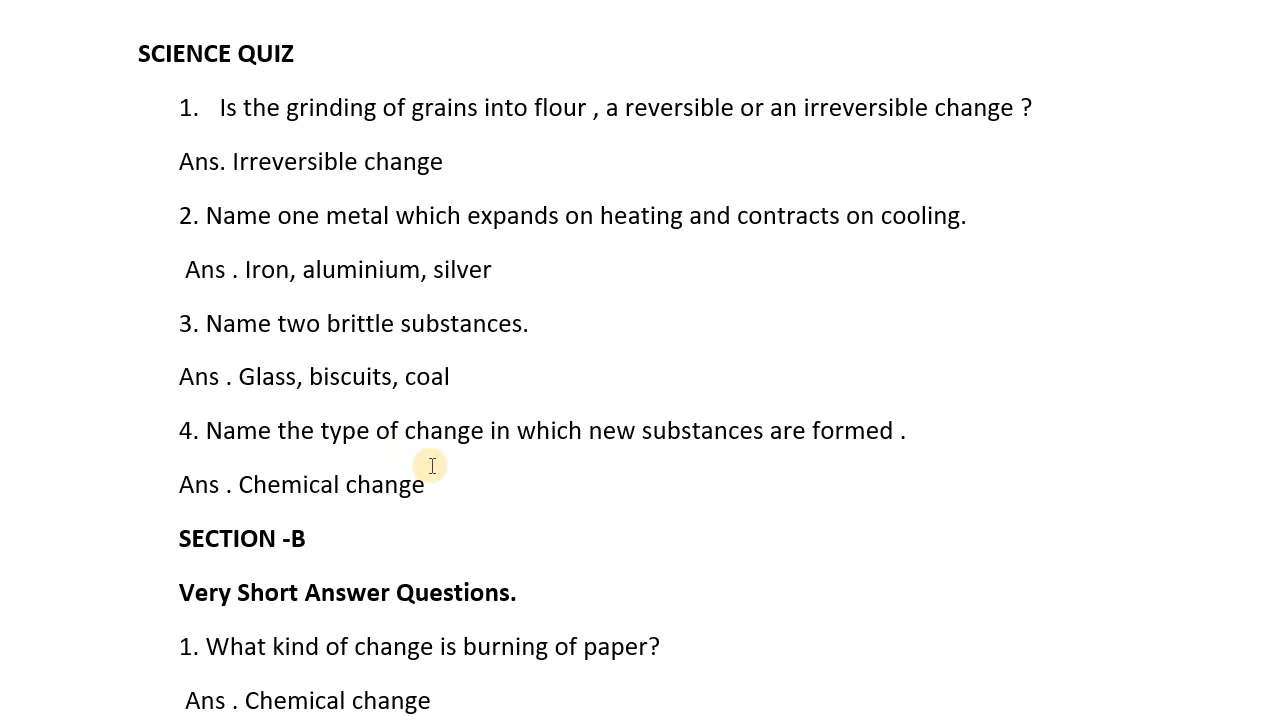 SCIENCE QUIZ
1. Is the grinding of grains into flour , a reversible or an irreversible change ?
Ans. Irreversible change
2. Name one metal which expands on heating and contracts on cooling.
Ans . Iron, aluminium, silver
3. Name two brittle substances.
Ans . Glass, biscuits, coal
4. Name the type of change in which new substances are formed .
Ans . Chemical change
SECTION -B
Very Short Answer Questions.
1. What kind of change is burning of paper?
Ans . Chemical change